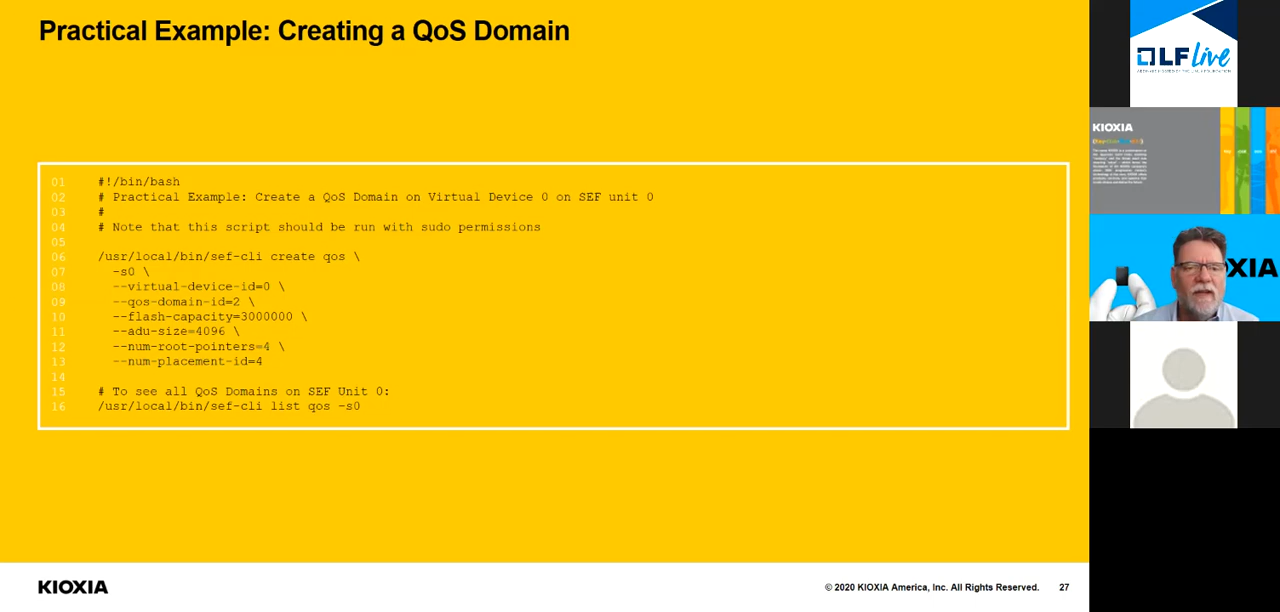 Practical Example: Creating a QoS Domain
01 #!/bin/bash
02 # Practical Example: Create a QoS Domain on Virtual Device 0 on SEF unit 0
03 #
04 # Note that this script should be run with sudo permissions
05
06 /usr/local/bin/sef-cli create qos \
07 -s0 \
08 --virtual-device-id=0 \
09 --qos-domain-id=2 \
10 --flash-capacity=3000000 \
11 --adu-size=4096 \
12 --num-root-pointers=4 \
13 --num-placement-id=4
14
15 # To see all QoS Domains on SEF Unit 0:
16 /usr/local/bin/sef-cli list qos -s0
KIOXIA
© 2020 KIOXIA America, Inc. All Rights Reserved. 27
LF Live
KIOXIA
XIA